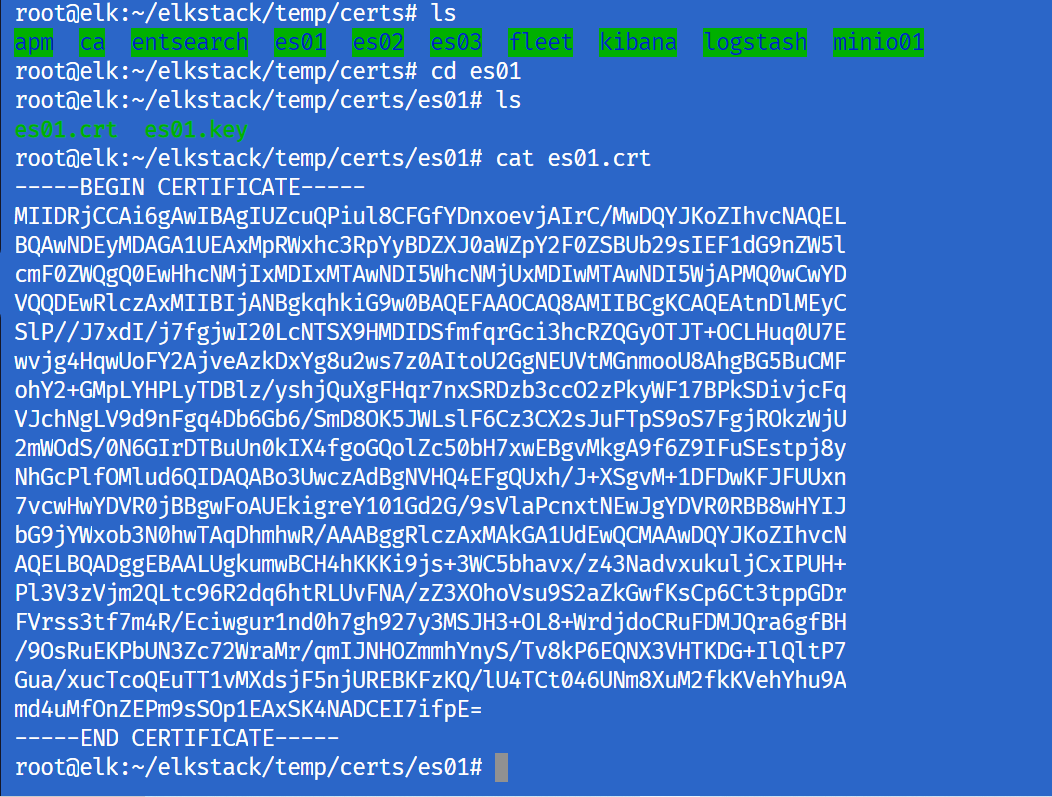 root@elk:~/elkstack/temp/certs# ls
apm  ca  entsearch  es01  es02  es03  fleet  kibana  logstash  minio01
root@elk:~/elkstack/temp/certs# cd es01
root@elk:~/elkstack/temp/certs/es01# ls
es01.crt  es01.key
root@elk:~/elkstack/temp/certs/es01# cat es01.crt
-----BEGIN CERTIFICATE-----
MIIDRjCCAi6gAwIBAgIUZcuQPiul8CFGfYDnxoevjAIrC/MwDQYJKoZIhvcNAQEL
BQAwNDEyMDAGA1UEAxMpRWxhc3RpYyBDZXJ0aWZpY2F0ZSBUb29sIEF1dG9nZW5l
cmF0ZWQgQ0EwHhcNMjIxMDIxMTAwNDI5WhcNMjUxMDIwMTAwNDI5WjAPMQ0wCwYD
VQQDEwRlczAxMIIBIjANBgkqhkiG9w0BAQEFAAOCAQ8AMIIBCgKCAQEAtnDlMEyC
SlP//J7xdI/j7fgjwI20LcNTSX9HMDIDSfmfqrGci3hcRZQGyOTJT+OCLHuq0U7E
wvjg4HqwUoFY2AjveAzkDxYg8u2ws7z0AItoU2GgNEUVtMGnmooU8AhgBG5BuCMF
ohY2+GMpLYHPLyTDBlz/yshjQuXgFHqr7nxSRDzb3ccO2zPkyWF17BPkSDivjcFq
VJchNgLV9d9nFgq4Db6Gb6/SmD8OK5JWLslF6Cz3CX2sJuFTpS9oS7FgjROkzWjU
2mWOdS/0N6GIrDTBuUn0kIX4fgoGQolZc50bH7xwEBgvMkgA9f6Z9IFuSEstpj8y
NhGcPlfOMlud6QIDAQABo3UwczAdBgNVHQ4EFgQUxh/J+XSgvM+1DFDwKFJFUUxn
7vcwHwYDVR0jBBgwFoAUEkigreY101Gd2G/9sVlaPcnxtNEwJgYDVR0RBB8wHYIJ
bG9jYWxob3N0hwTAqDhmhwR/AAABggRlczAxMAkGA1UdEwQCMAAwDQYJKoZIhvcN
AQELBQADggEBAALUgkumwBCH4hKKKi9js+3WC5bhavx/z43NadvxukuljCxIPUH+
Pl3V3zVjm2QLtc96R2dq6htRLUvFNA/zZ3XOhoVsu9S2aZkGwfKsCp6Ct3tppGDr
FVrss3tf7m4R/Eciwgur1nd0h7gh927y3MSJH3+OL8+WrdjdoCRuFDMJQra6gfBH
/9OsRuEKPbUN3Zc72WraMr/qmIJNHOZmmhYnyS/Tv8kP6EQNX3VHTKDG+IlQltP7
Gua/xucTcoQEuTT1vMXdsjF5njUREBKFzKQ/lU4TCt046UNm8XuM2fkKVehYhu9A
md4uMfOnZEPm9sSOp1EAxSK4NADCEI7ifpE=
-----END CERTIFICATE-----
root@elk:~/elkstack/temp/certs/es01#